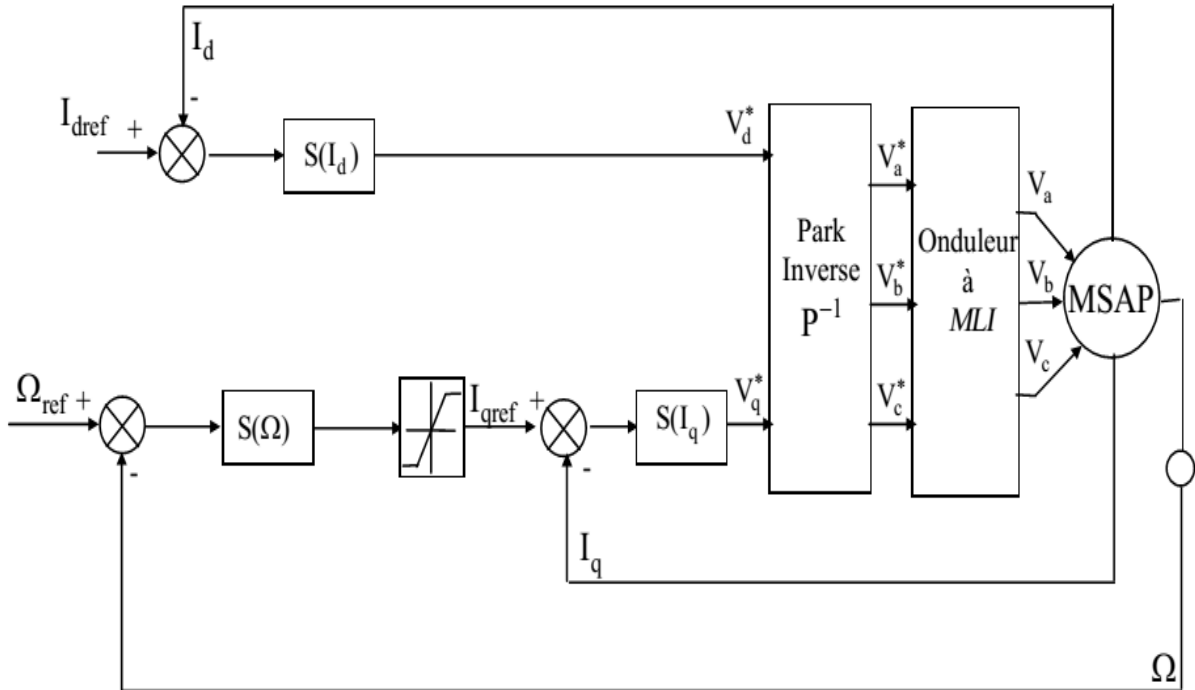 I_d
-
I_dref +
S(I_d)
V_d^*
V_a^*
V_a
Park
Inverse
P^-1
V_b^*
Onduleur
à
MLI
V_b
MSAP
V_c
Ω_ref +
S(Ω)
I_qref +
S(I_q)
V_q^*
V_c^*
-
-
I_q
Ω